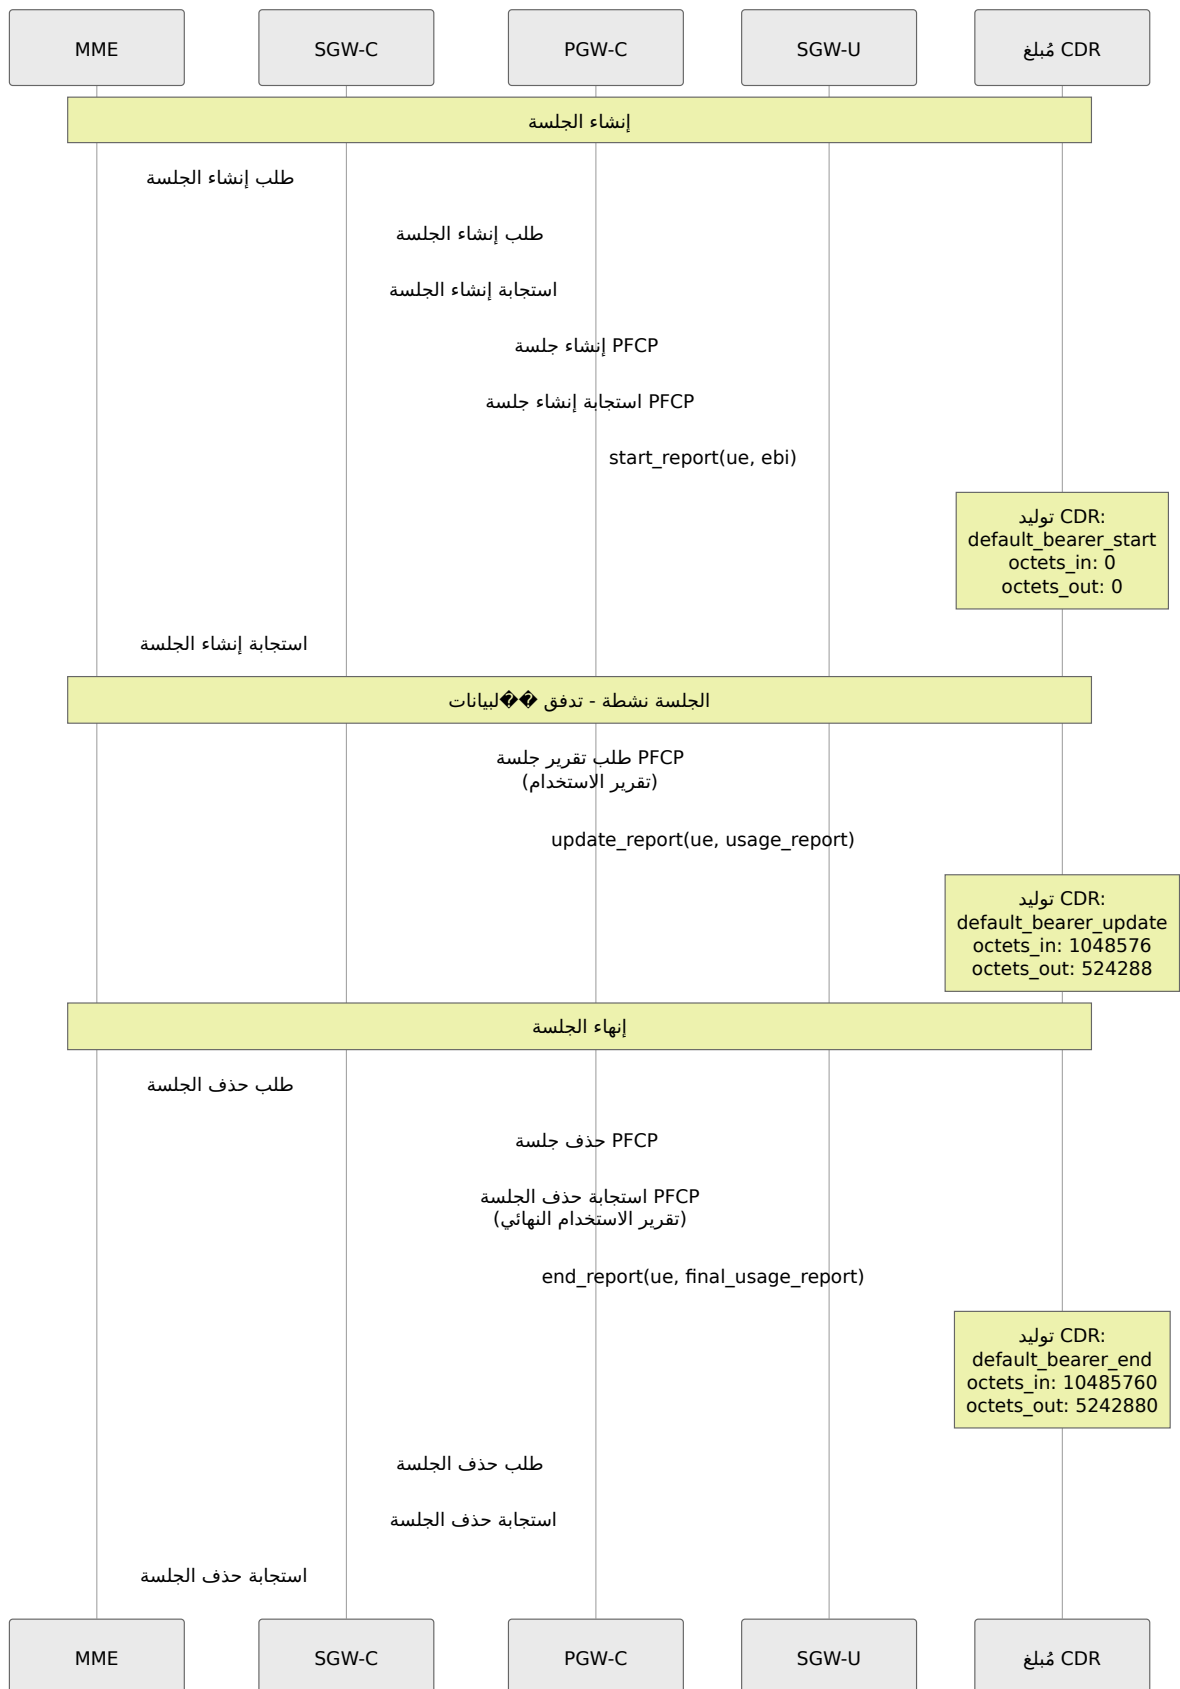 MME
SGW-C
PGW-C
SGW-U
مُبلغ CDR
إنشاء الجلسة
طلب إنشاء الجلسة
طلب إنشاء الجلسة
استجابة إنشاء الجلسة
PFCP إنشاء جلسة
PFCP استجابة إنشاء جلسة
start_report(ue, ebi)
توليد CDR:
default_bearer_start
octets_in: 0
octets_out: 0
استجابة إنشاء الجلسة
الجلسة نشطة - تدفق ��لبيانات
PFCP طلب تقرير جلسة
(تقرير الاستخدام)
update_report(ue, usage_report)
توليد CDR:
default_bearer_update
octets_in: 1048576
octets_out: 524288
إنهاء الجلسة
طلب حذف الجلسة
PFCP حذف جلسة
PFCP استجابة حذف الجلسة
(تقرير الاستخدام النهائي)
end_report(ue, final_usage_report)
توليد CDR:
default_bearer_end
octets_in: 10485760
octets_out: 5242880
طلب حذف الجلسة
استجابة حذف الجلسة
استجابة حذف الجلسة
MME
SGW-C
PGW-C
SGW-U
مُبلغ CDR